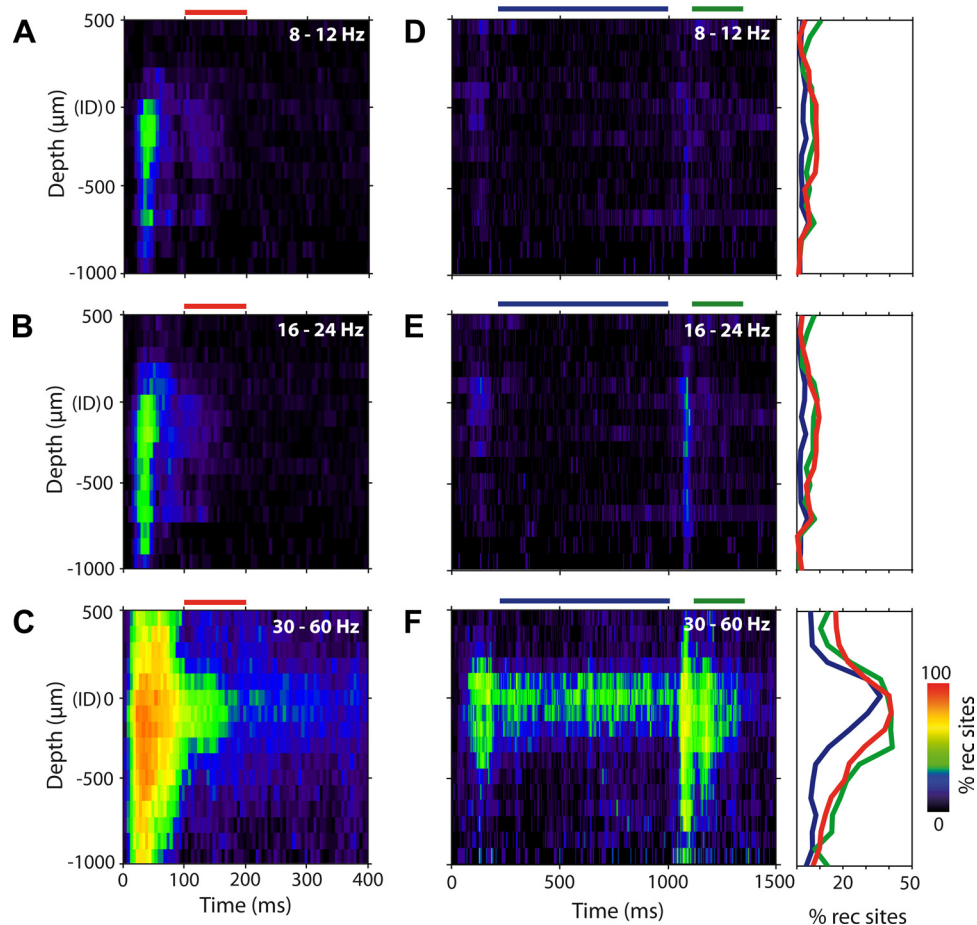 A
8 - 12 Hz
500
(ID) 0
-500
-1000
Depth (µm)
D
8 - 12 Hz
B
16 - 24 Hz
500
(ID) 0
-500
-1000
Depth (µm)
E
16 - 24 Hz
C
30 - 60 Hz
500
(ID) 0
-500
-1000
Depth (µm)
0 100 200 300 400
Time (ms)
F
30 - 60 Hz
0 500 1000 1500
Time (ms)
20 50
% rec sites
100
0
% rec sites